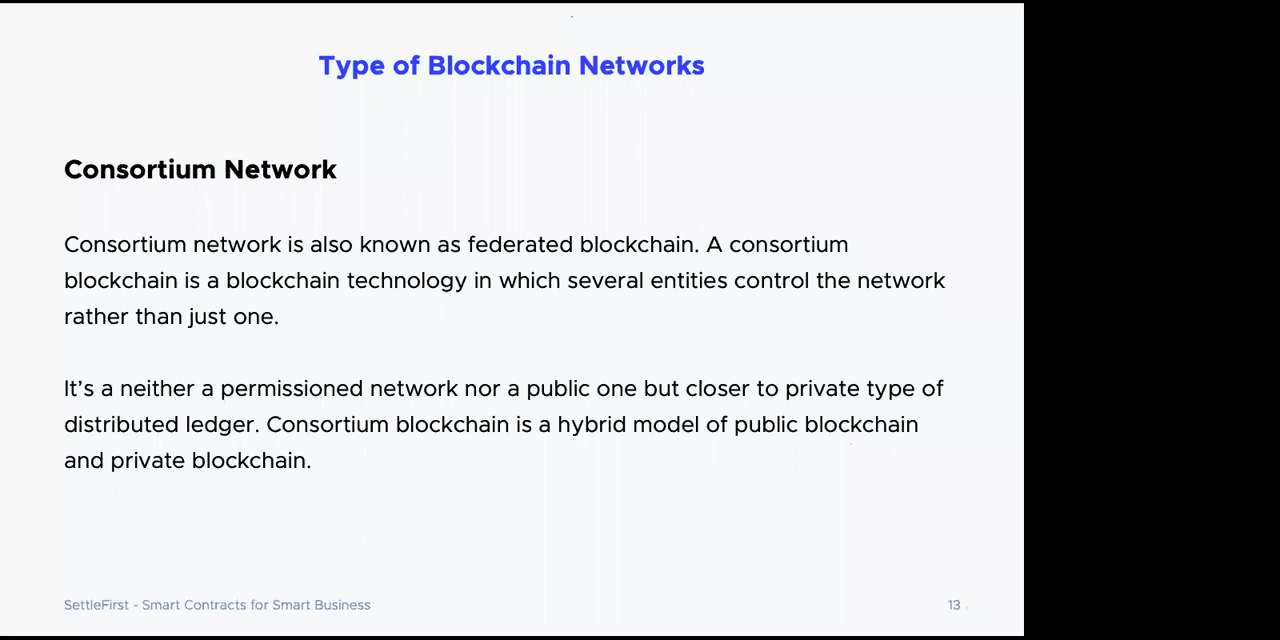 Type of Blockchain Networks
Consortium Network
Consortium network is also known as federated blockchain. A consortium
blockchain is a blockchain technology in which several entities control the network
rather than just one.
It’s a neither a permissioned network nor a public one but closer to private type of
distributed ledger. Consortium blockchain is a hybrid model of public blockchain
and private blockchain.
SettleFirst - Smart Contracts for Smart Business
13